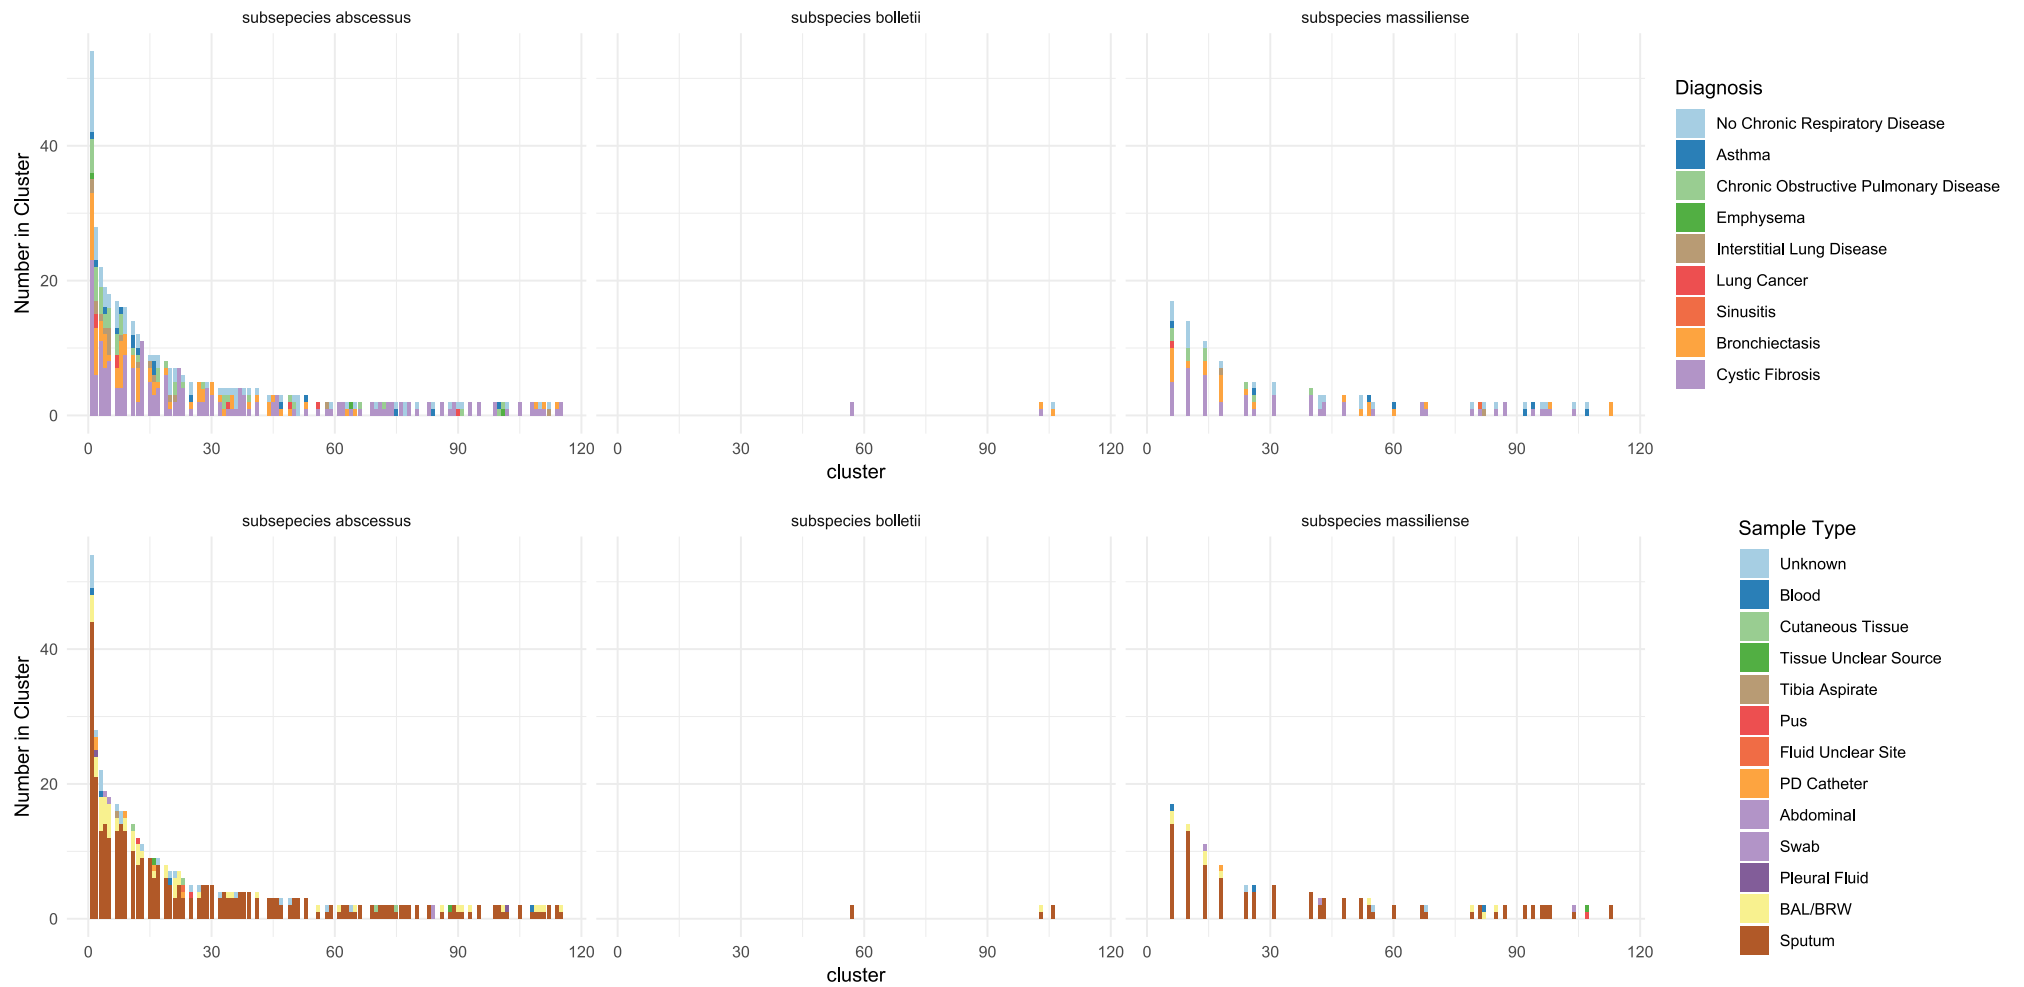 subsepecies abscessus
subspecies bolletii
subspecies massiliense
Number in Cluster
40
20
0
0 30 60 90 120
0 30 60 90 120
0 30 60 90 120
cluster
Diagnosis
No Chronic Respiratory Disease
Asthma
Chronic Obstructive Pulmonary Disease
Emphysema
Interstitial Lung Disease
Lung Cancer
Sinusitis
Bronchiectasis
Cystic Fibrosis
subsepecies abscessus
subspecies bolletii
subspecies massiliense
Number in Cluster
40
20
0
0 30 60 90 120
0 30 60 90 120
0 30 60 90 120
cluster
Sample Type
Unknown
Blood
Cutaneous Tissue
Tissue Unclear Source
Tibia Aspirate
Pus
Fluid Unclear Site
PD Catheter
Abdominal
Swab
Pleural Fluid
BAL/BRW
Sputum